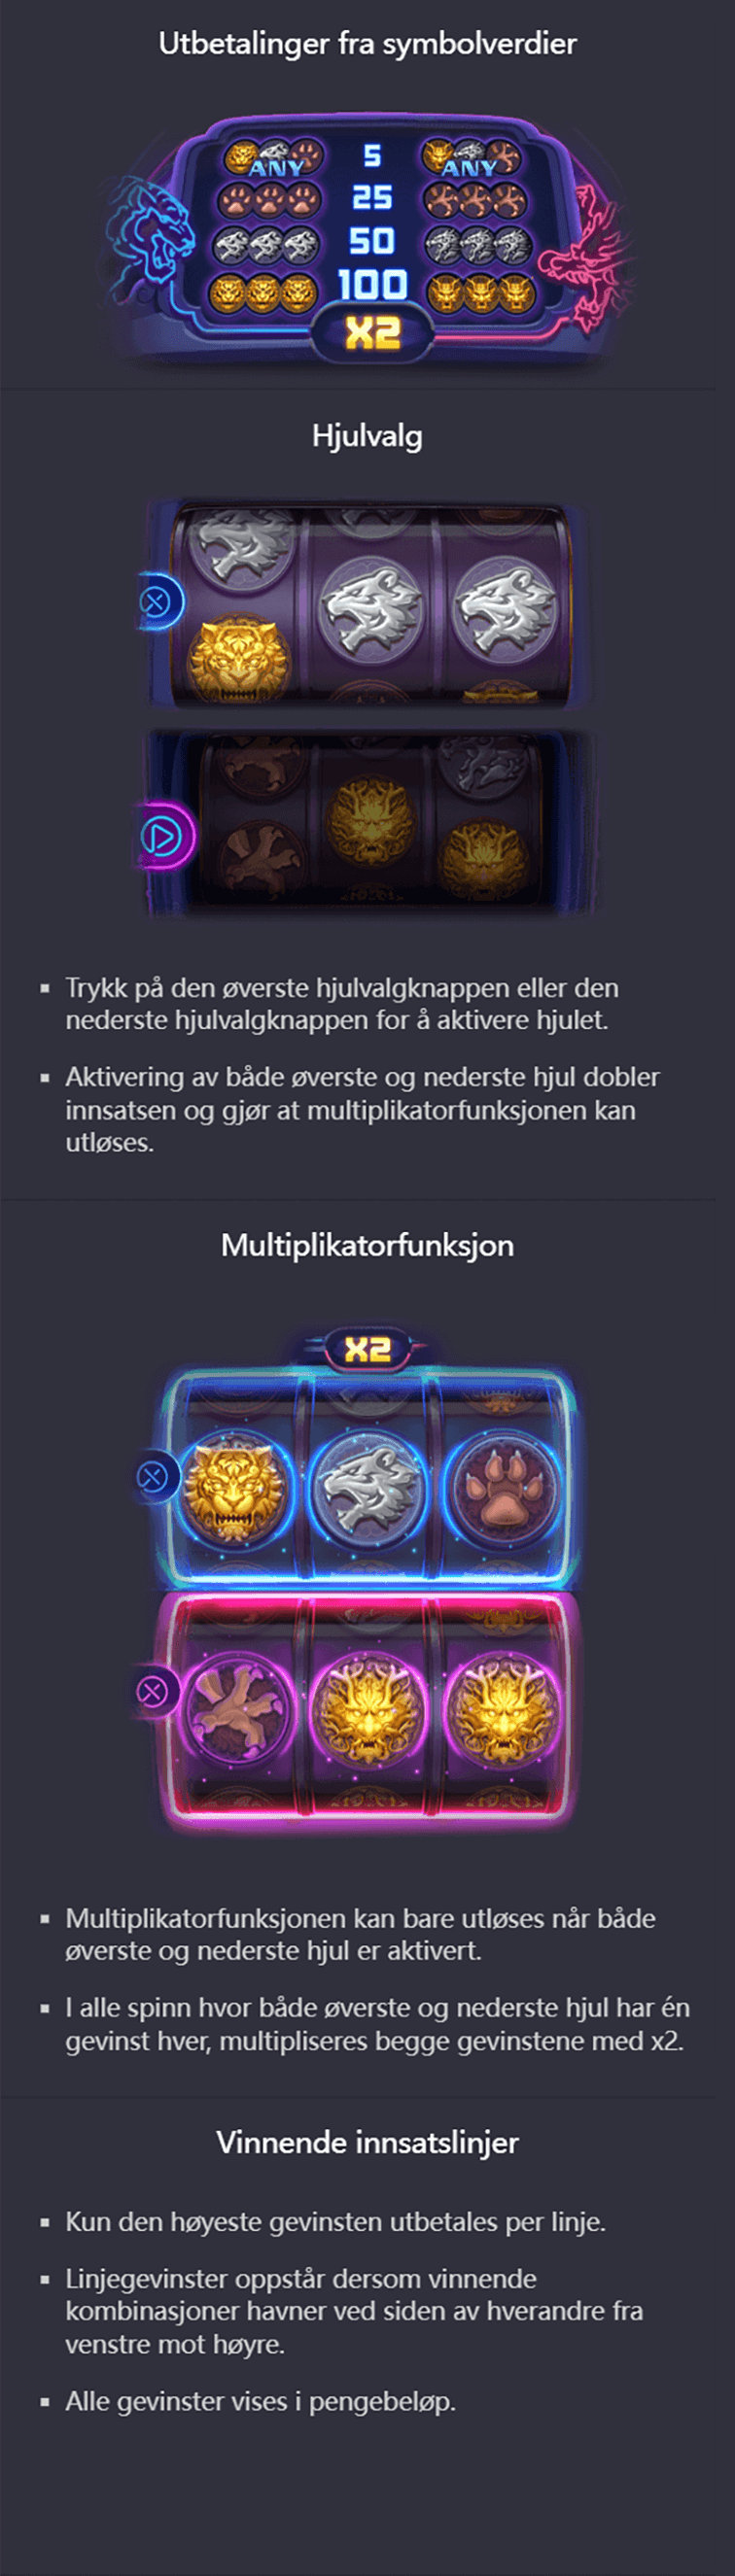 Utbetalinger fra symbolverdier
ANY 5 ANY
25
50
100
X2
Hjulvalg
▪ Trykk på den øverste hjulvalgknappen eller den
nederste hjulvalgknappen for å aktivere hjulet.
▪ Aktivering av både øverste og nederste hjul dobler
innsatsen og gjør at multiplikatorfunksjonen kan
utløses.
Multiplikatorfunksjon
X2
▪ Multiplikatorfunksjonen kan bare utløses når både
øverste og nederste hjul er aktivert.
▪ I alle spinn hvor både øverste og nederste hjul har én
gevinst hver, multipliseres begge gevinstene med x2.
Vinnende innsatslinjer
▪ Kun den høyeste gevinsten utbetales per linje.
▪ Linjegevinster oppstår dersom vinnende
kombinasjoner havner ved siden av hverandre fra
venstre mot høyre.
▪ Alle gevinster vises i pengebeløp.